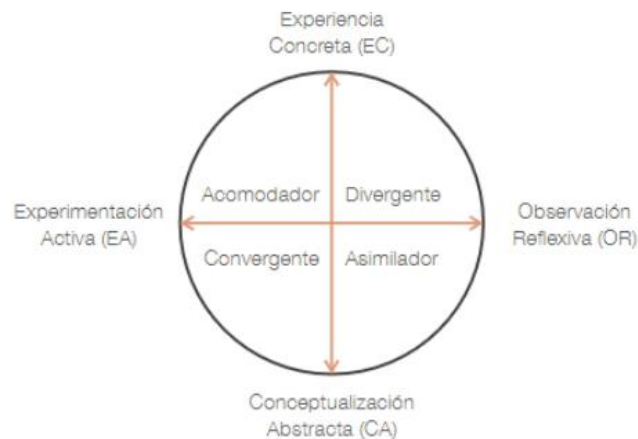 Experiencia
Concreta (EC)
Acomodador
Divergente
Experimentación
Activa (EA)
Observación
Reflexiva (OR)
Convergente
Asimilador
Conceptualización
Abstracta (CA)